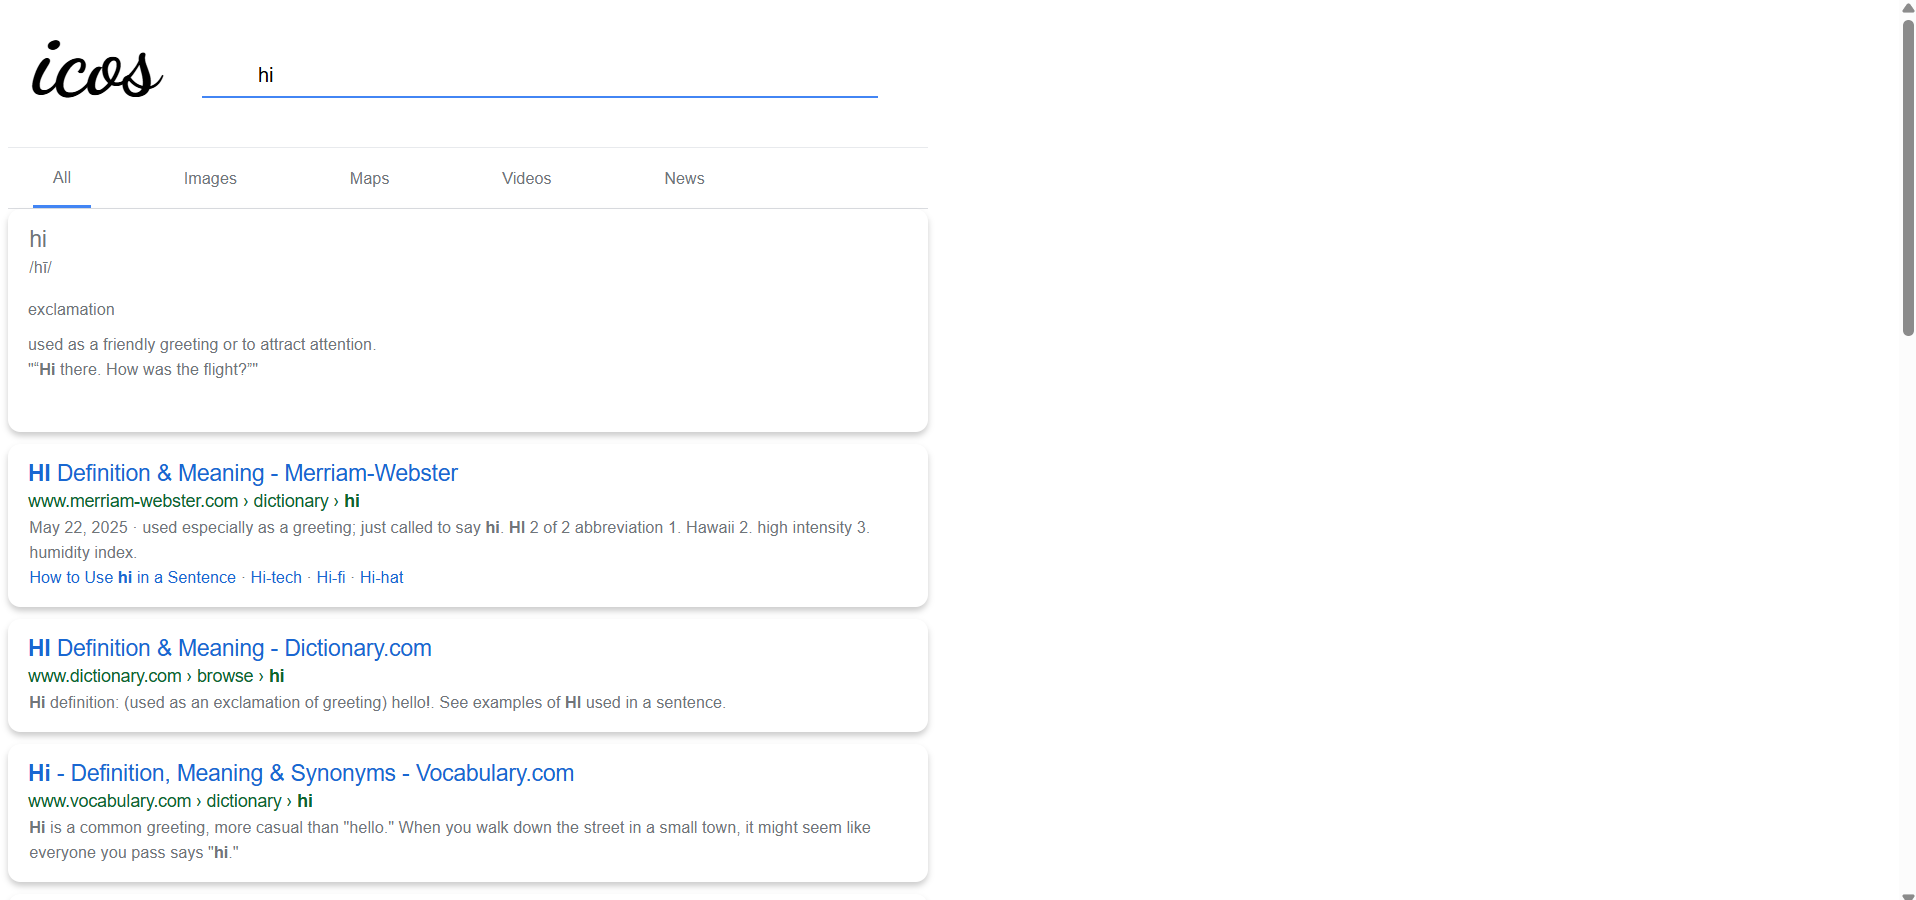 icos
hi
All Images Maps Videos News
hi
/hī/
exclamation
used as a friendly greeting or to attract attention.
"“Hi there. How was the flight?”"
HI Definition & Meaning - Merriam-Webster
www.merriam-webster.com › dictionary › hi
May 22, 2025 · used especially as a greeting; just called to say hi. HI 2 of 2 abbreviation 1. Hawaii 2. high intensity 3.
humidity index.
How to Use hi in a Sentence · Hi-tech · Hi-fi · Hi-hat
HI Definition & Meaning - Dictionary.com
www.dictionary.com › browse › hi
Hi definition: (used as an exclamation of greeting) hello!. See examples of HI used in a sentence.
Hi - Definition, Meaning & Synonyms - Vocabulary.com
www.vocabulary.com › dictionary › hi
Hi is a common greeting, more casual than "hello." When you walk down the street in a small town, it might seem like
everyone you pass says "hi."